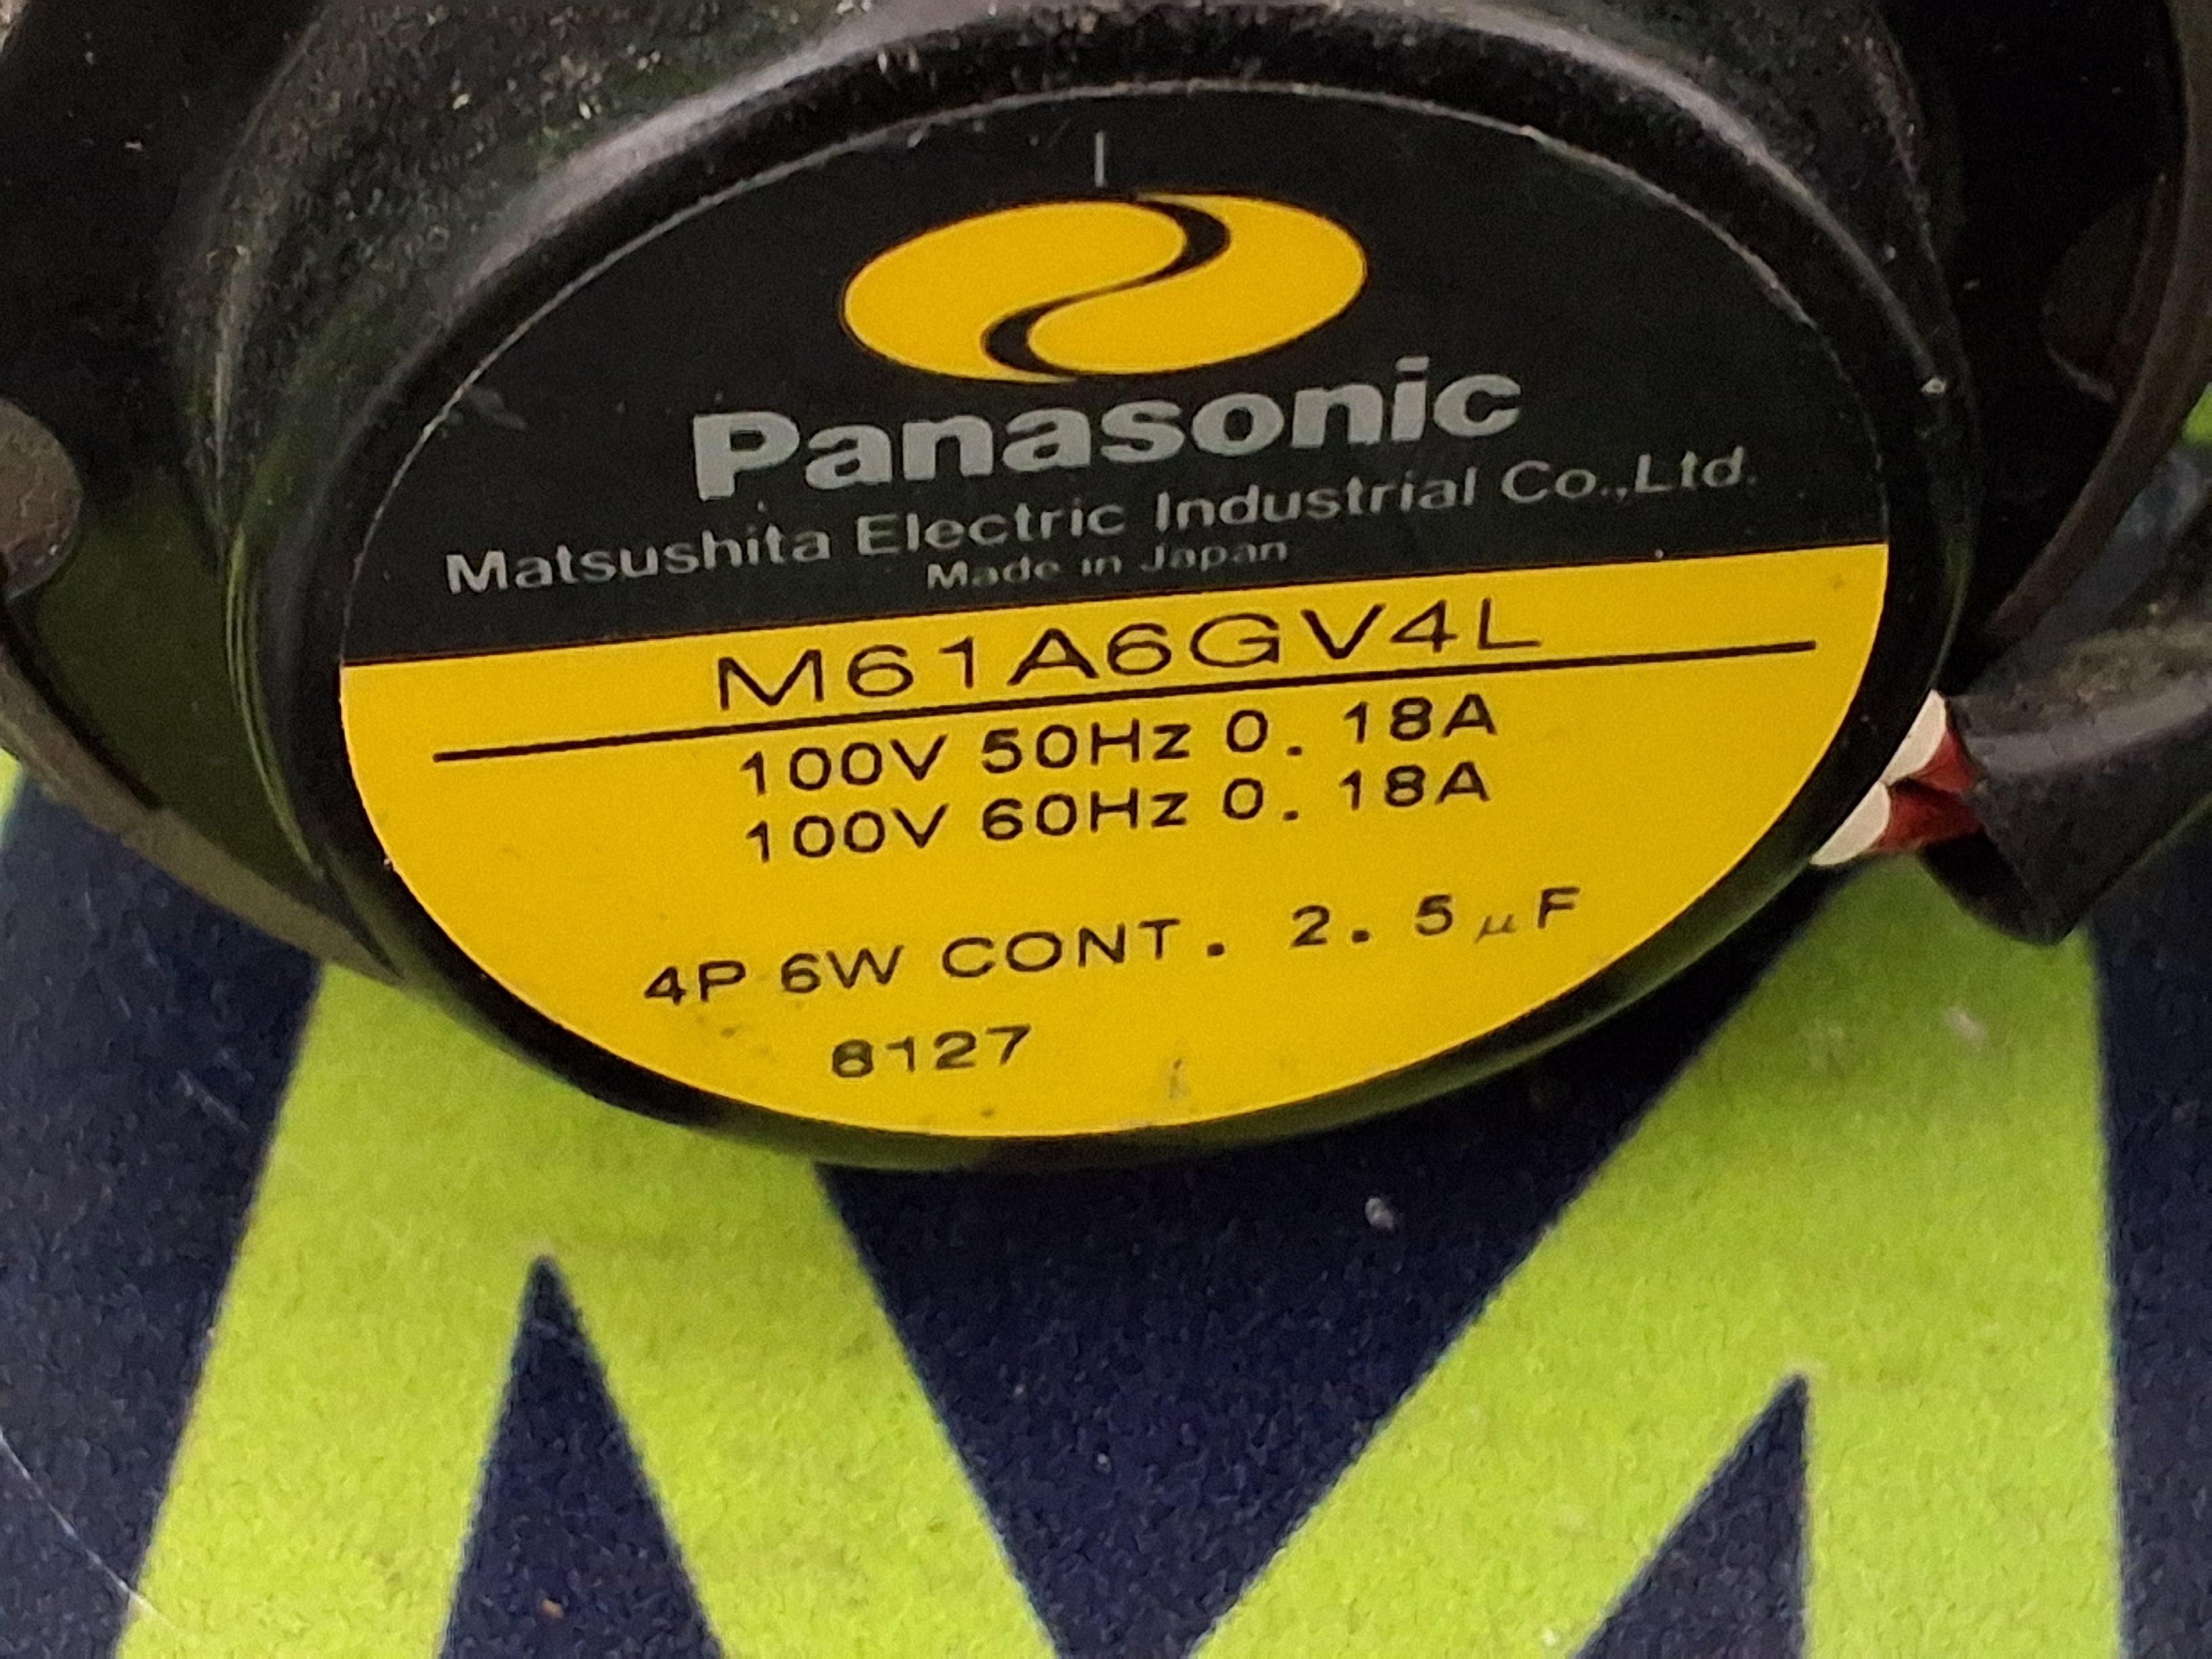 Panasonic
Matsushita Electric Industrial Co.,Ltd.
Made in Japan
M61A6GV4L
100V 50Hz 0. 18A
100V 60Hz 0. 18A
4P 6W CONT. 2. 5μF
8127